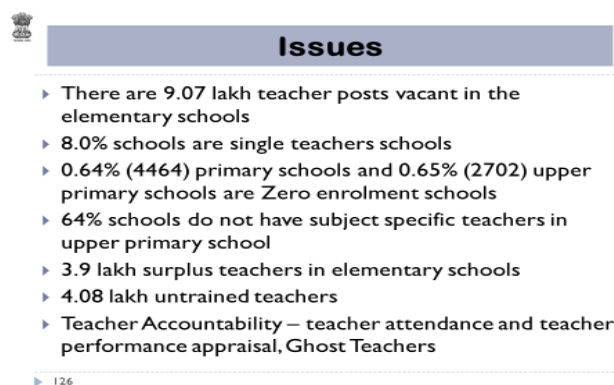 Issues
There are 9.07 lakh teacher posts vacant in the
elementary schools
8.0% schools are single teachers schools
0.64% (4464) primary schools and 0.65% (2702) upper
primary schools are Zero enrolment schools
64% schools do not have subject specific teachers in
upper primary school
3.9 lakh surplus teachers in elementary schools
4.08 lakh untrained teachers
Teacher Accountability – teacher attendance and teacher
performance appraisal, Ghost Teachers
126